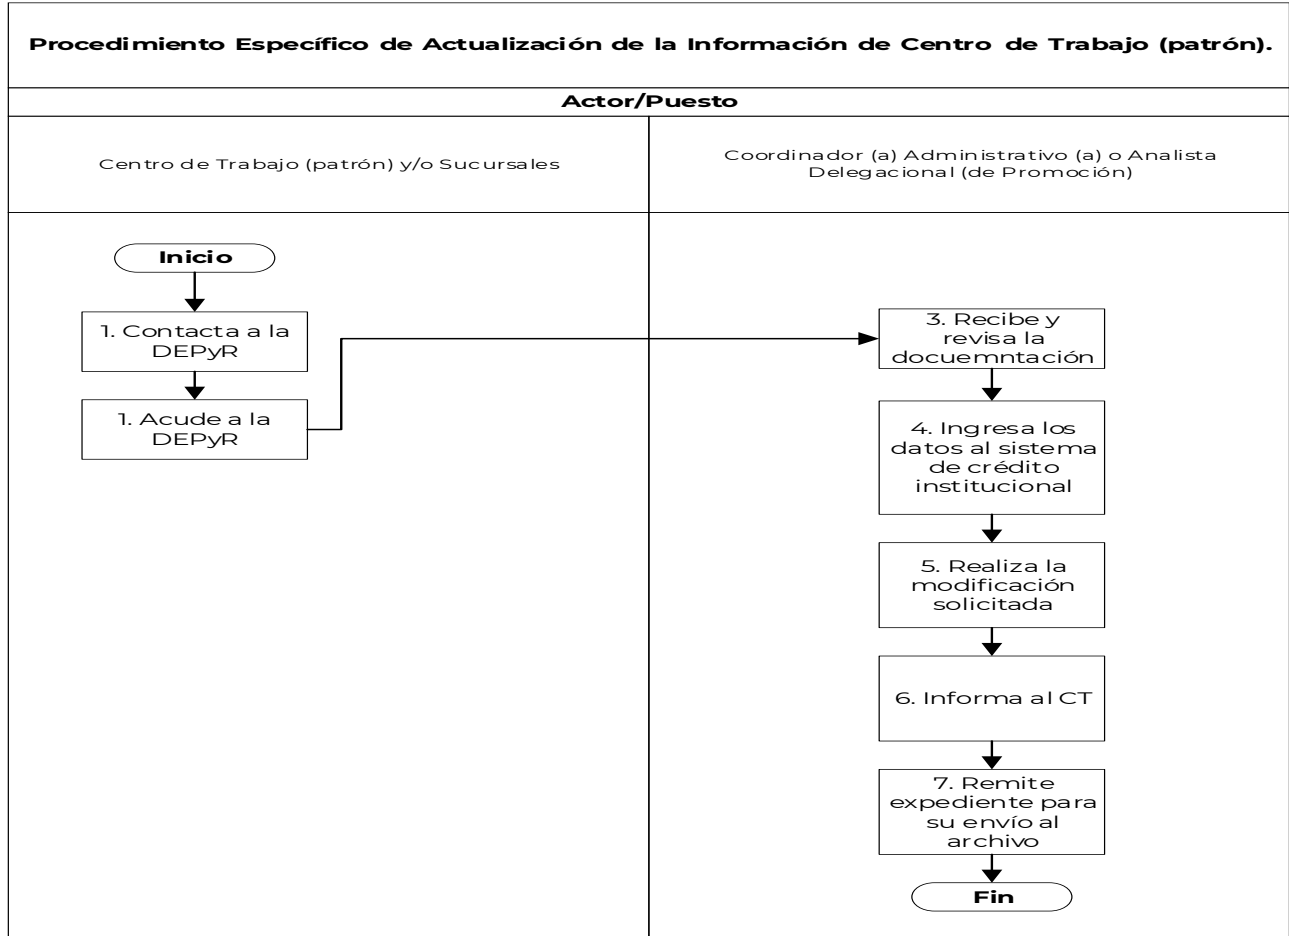 Procedimiento Específico de Actualización de la Información de Centro de Trabajo (patrón).
Actor/Puesto
Centro de Trabajo (patrón) y/o Sucursales
Coordinador (a) Administrativo (a) o Analista
Delegacional (de Promoción)
Inicio
1. Contacta a la
DEPyR
1. Acude a la
DEPyR
3. Recibe y
revisa la
docuemntación
4. Ingresa los
datos al sistema
de crédito
institucional
5. Realiza la
modificación
solicitada
6. Informa al CT
7. Remite
expediente para
su envío al
archivo
Fin